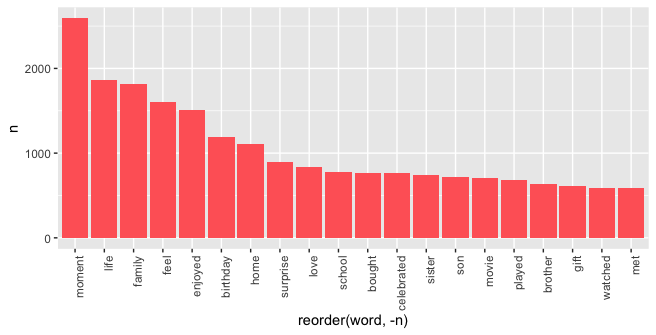 2000
1000
0
n
moment
life
family
feel
enjoyed
birthday
home
surprise
love
school
bought
celebrated
sister
son
movie
played
brother
gift
watched
met
reorder(word, -n)